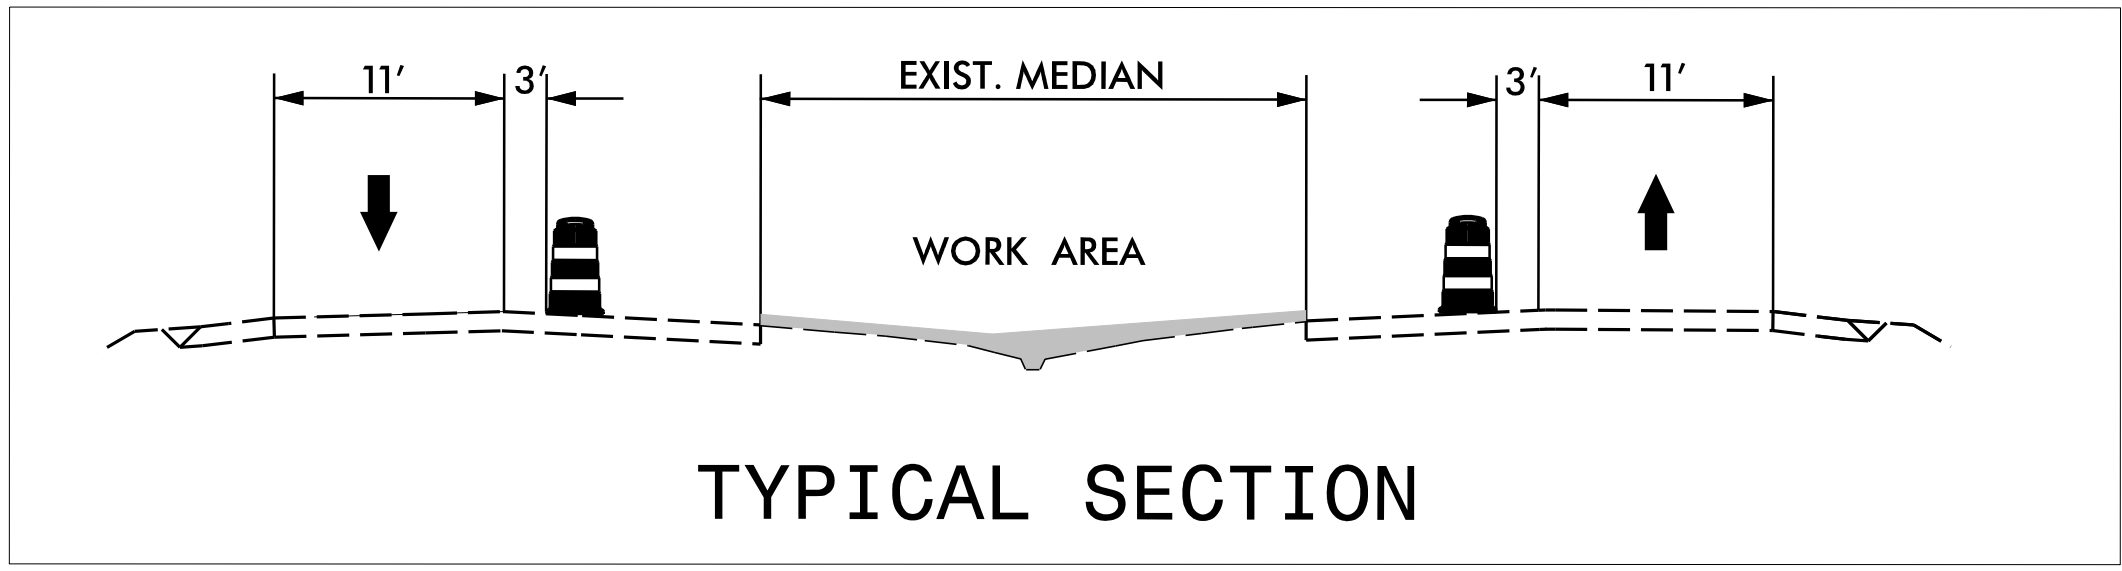 11' 3' EXIST. MEDIAN 3' 11'
WORK AREA
TYPICAL SECTION